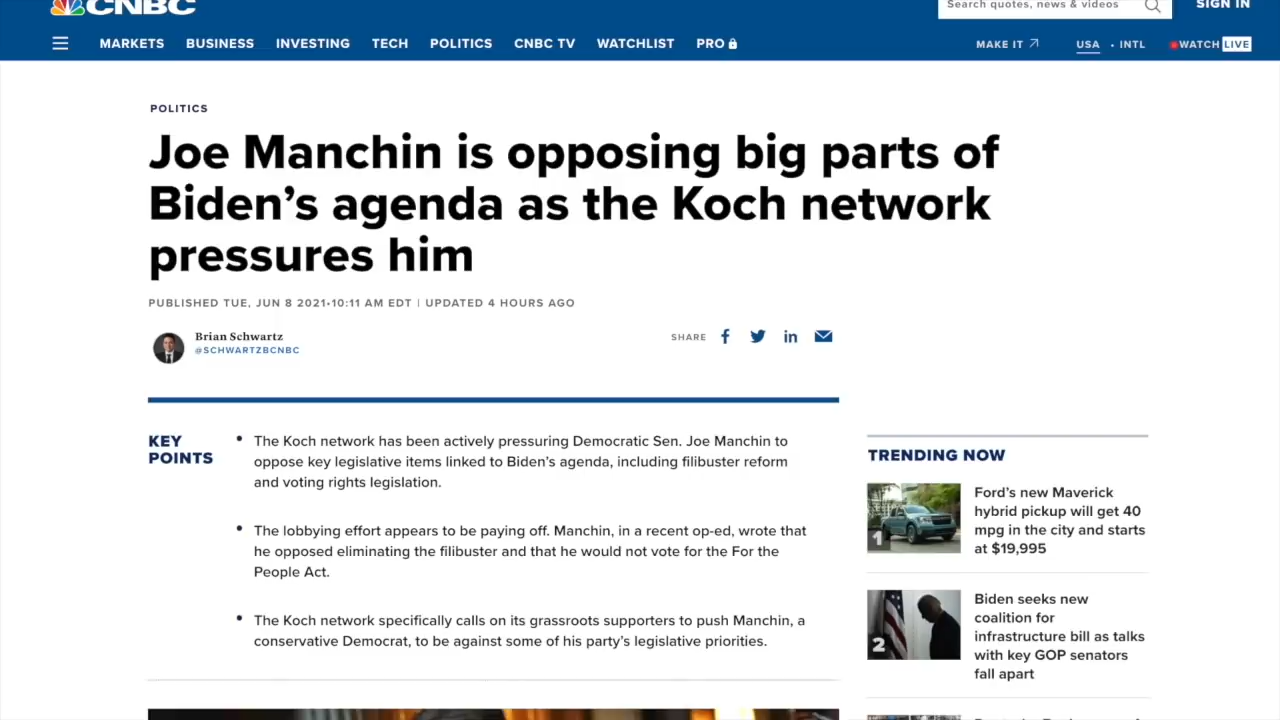 CNBC
Search quotes, news & videos
SIGN IN
MARKETS BUSINESS INVESTING TECH POLITICS CNBC TV WATCHLIST PRO
MAKE IT
USA • INTL
WATCH LIVE
POLITICS
Joe Manchin is opposing big parts of
Biden’s agenda as the Koch network
pressures him
PUBLISHED TUE, JUN 8 2021•10:11 AM EDT | UPDATED 4 HOURS AGO
Brian Schwartz
@SCHWARTZBCNBC
SHARE
KEY
POINTS
• The Koch network has been actively pressuring Democratic Sen. Joe Manchin to
oppose key legislative items linked to Biden’s agenda, including filibuster reform
and voting rights legislation.
• The lobbying effort appears to be paying off. Manchin, in a recent op-ed, wrote that
he opposed eliminating the filibuster and that he would not vote for the For the
People Act.
• The Koch network specifically calls on its grassroots supporters to push Manchin, a
conservative Democrat, to be against some of his party’s legislative priorities.
TRENDING NOW
1
Ford’s new Maverick
hybrid pickup will get 40
mpg in the city and starts
at $19,995
2
Biden seeks new
coalition for
infrastructure bill as talks
with key GOP senators
fall apart